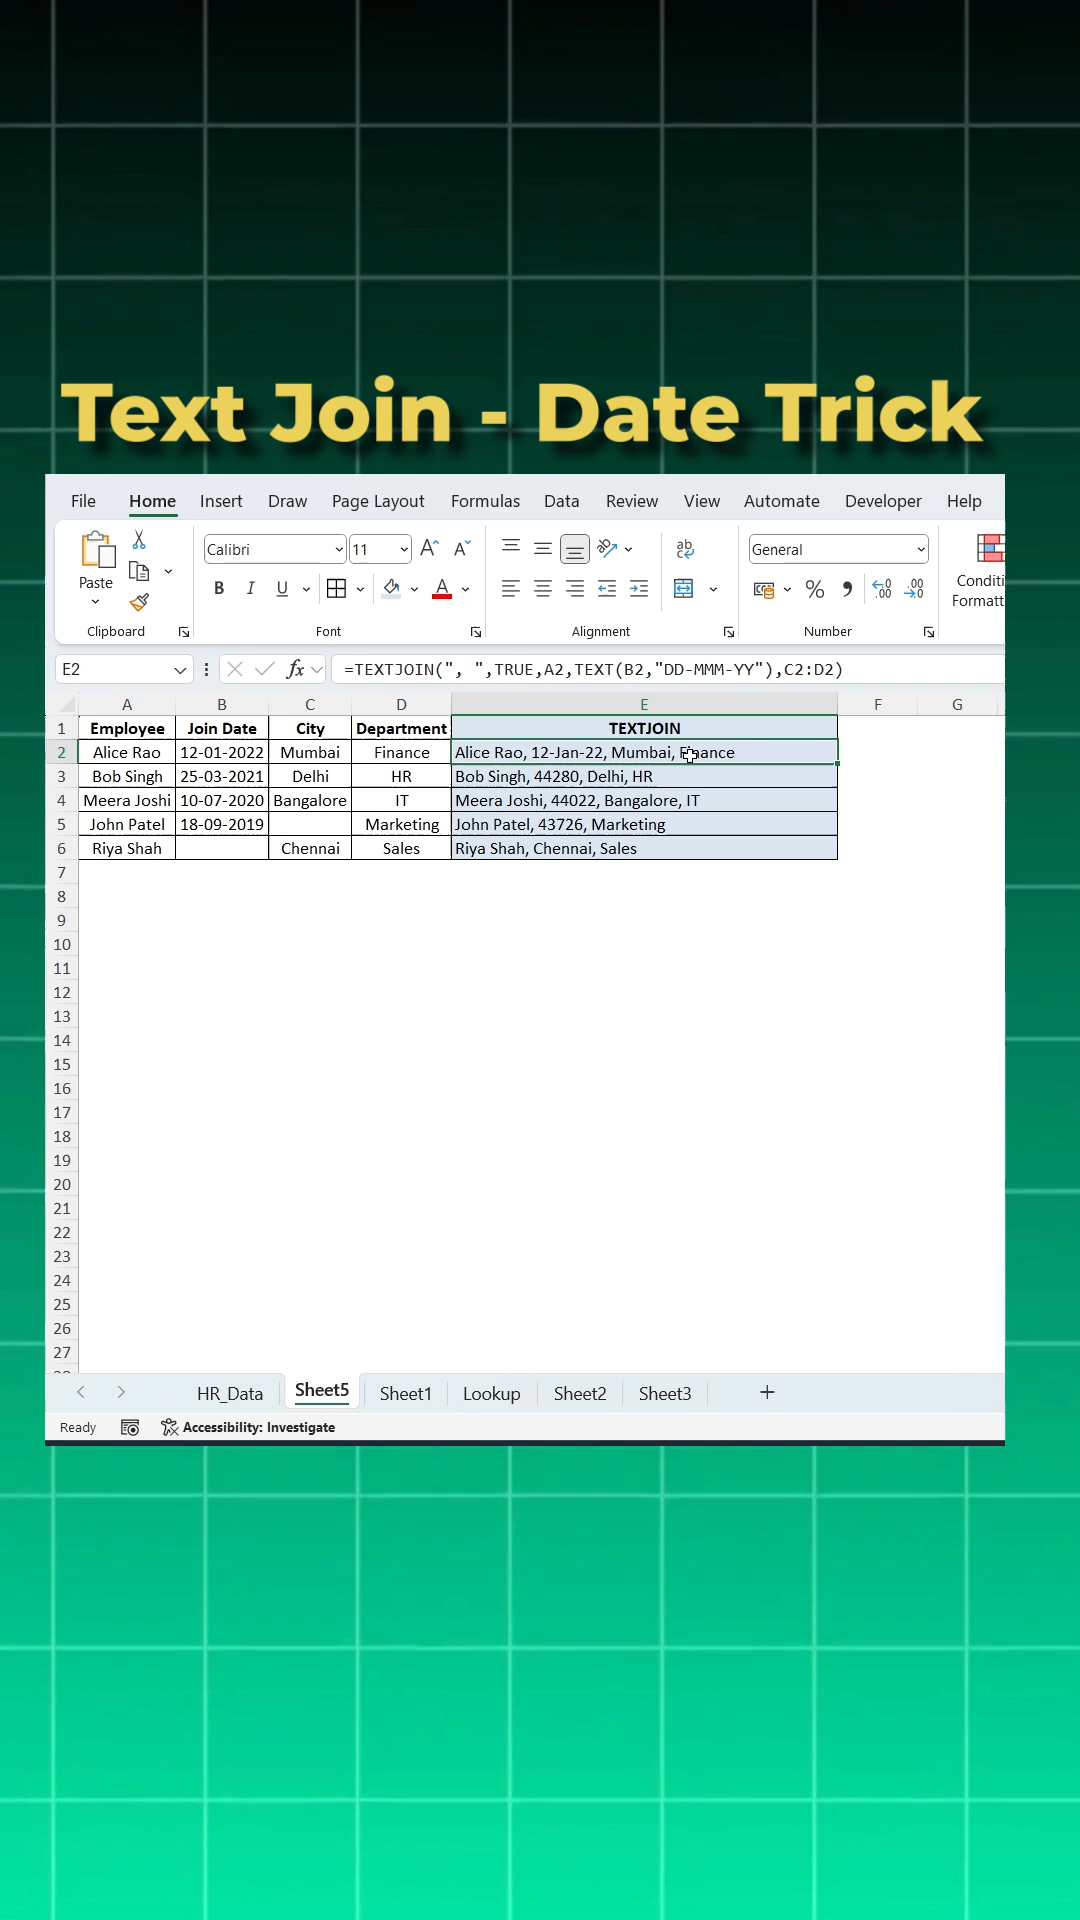 Text Join - Date Trick
File Home Insert Draw Page Layout Formulas Data Review View Automate Developer Help
Calibri 11 General
Paste Conditi
B I U Formatt
Clipboard Font Alignment Number
E2 fx =TEXTJOIN(", ",TRUE,A2,TEXT(B2,"DD-MMM-YY"),C2:D2)
A B C D E F G
1 Employee Join Date City Department TEXTJOIN
2 Alice Rao 12-01-2022 Mumbai Finance Alice Rao, 12-Jan-22, Mumbai, Finance
3 Bob Singh 25-03-2021 Delhi HR Bob Singh, 44280, Delhi, HR
4 Meera Joshi 10-07-2020 Bangalore IT Meera Joshi, 44022, Bangalore, IT
5 John Patel 18-09-2019 Marketing John Patel, 43726, Marketing
6 Riya Shah Chennai Sales Riya Shah, Chennai, Sales
7
8
9
10
11
12
13
14
15
16
17
18
19
20
21
22
23
24
25
26
27
HR_Data Sheet5 Sheet1 Lookup Sheet2 Sheet3 +
Ready Accessibility: Investigate